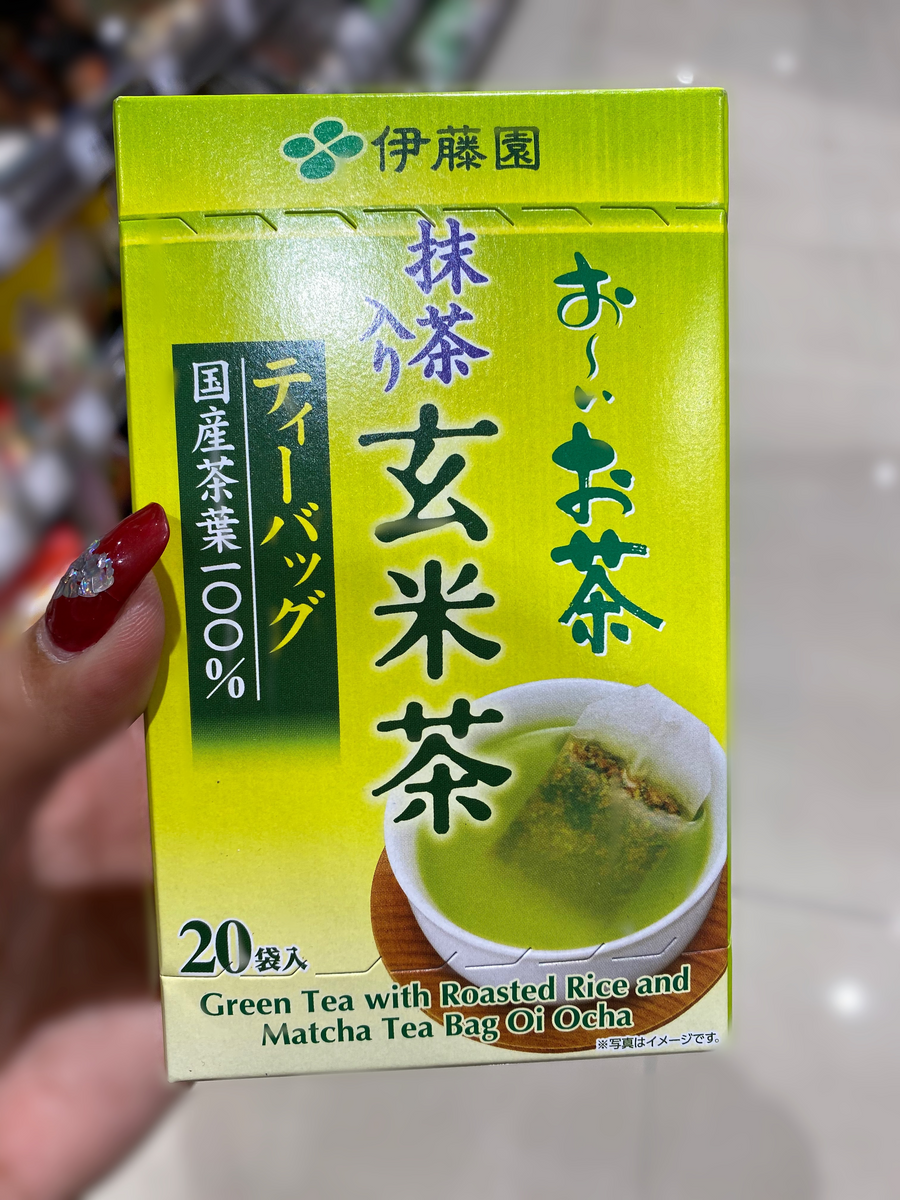 伊藤園
お～いお茶
抹茶
入り
玄米茶
ティーバッグ
国産茶葉一〇〇%
20袋入
Green Tea with Roasted Rice and
Matcha Tea Bag Oi Ocha
※写真はイメージです。